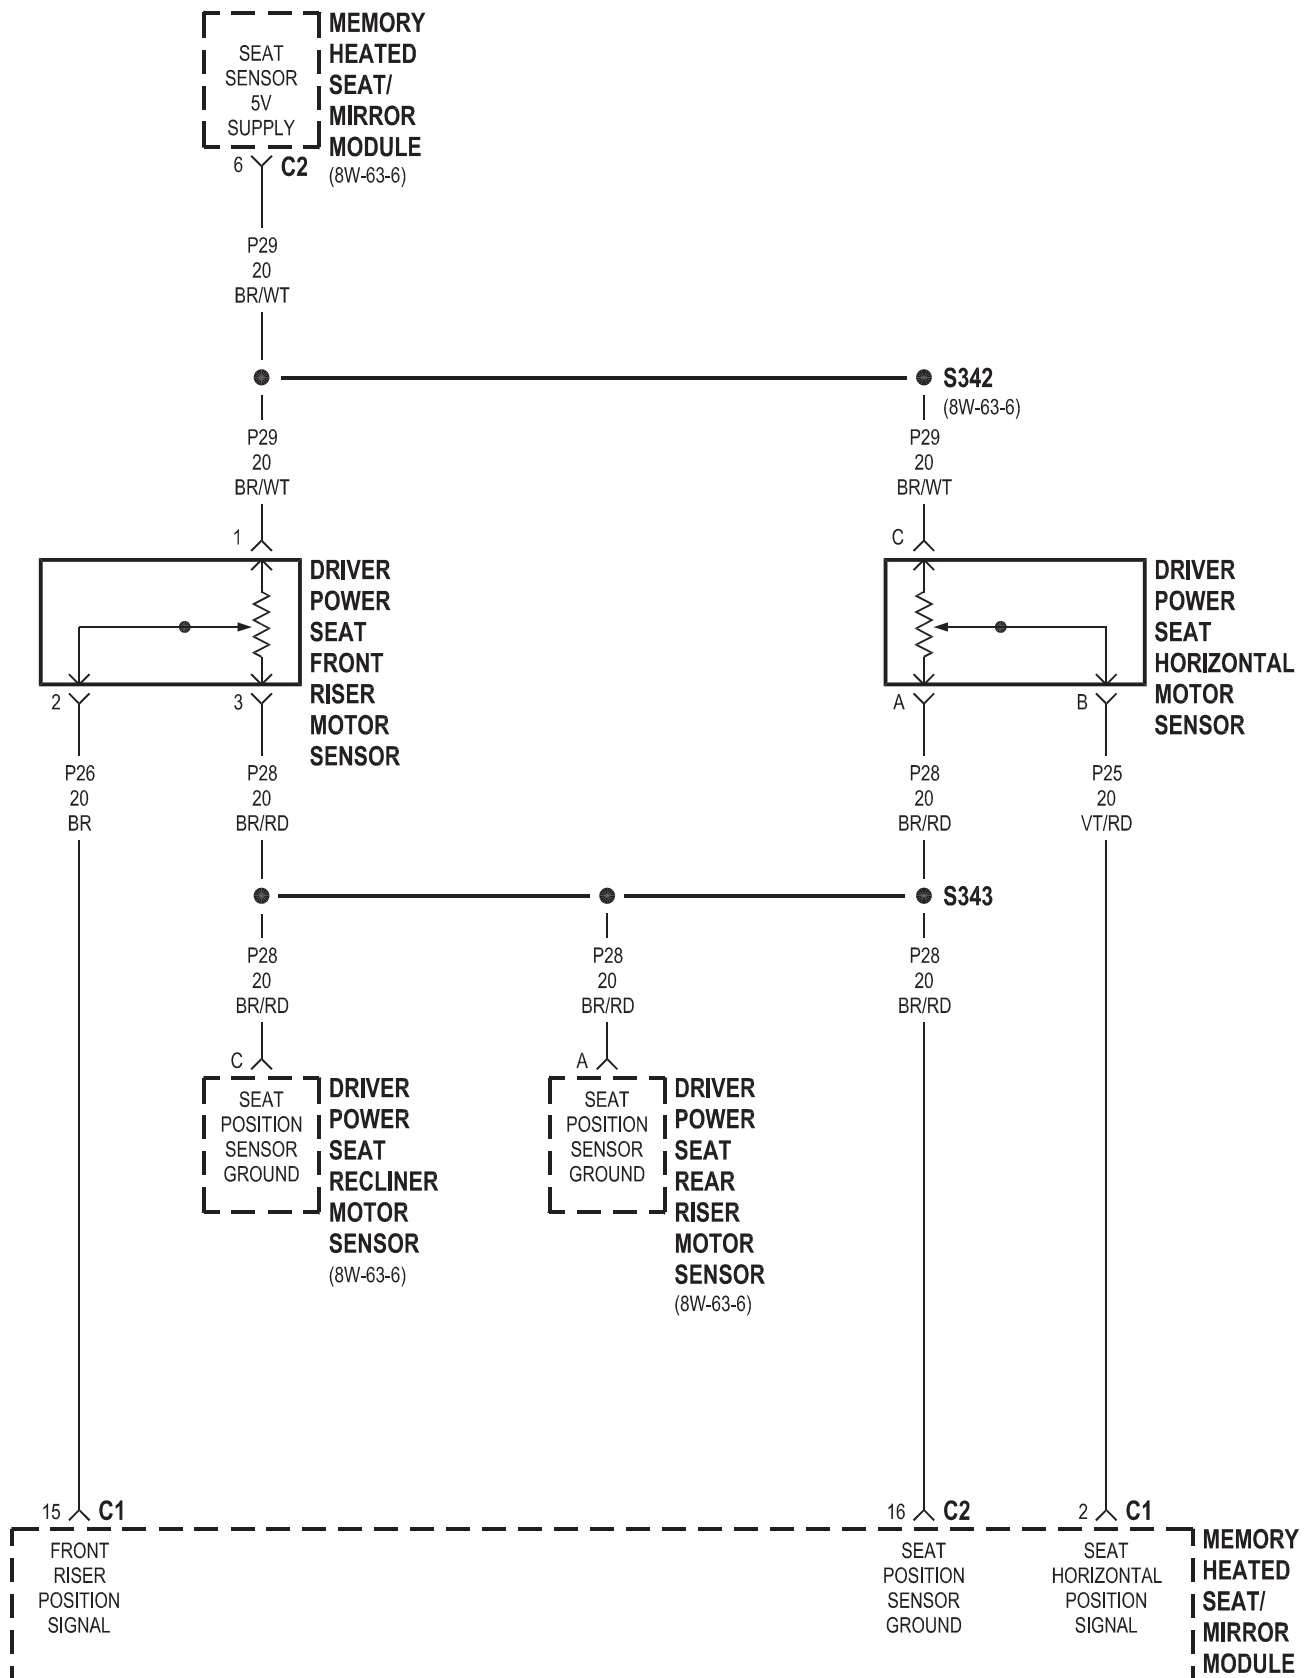 SEAT
SENSOR
5V
SUPPLY
MEMORY
HEATED
SEAT/
MIRROR
MODULE
(8W-63-6)
6
C2
P29
20
BR/WT
S342
(8W-63-6)
P29
20
BR/WT
P29
20
BR/WT
1
C
DRIVER
POWER
SEAT
FRONT
RISER
MOTOR
SENSOR
DRIVER
POWER
SEAT
HORIZONTAL
MOTOR
SENSOR
2
3
A
B
P26
20
BR
P28
20
BR/RD
P28
20
BR/RD
P25
20
VT/RD
S343
P28
20
BR/RD
P28
20
BR/RD
P28
20
BR/RD
C
A
SEAT
POSITION
SENSOR
GROUND
DRIVER
POWER
SEAT
RECLINER
MOTOR
SENSOR
(8W-63-6)
SEAT
POSITION
SENSOR
GROUND
DRIVER
POWER
SEAT
REAR
RISER
MOTOR
SENSOR
(8W-63-6)
15
C1
16
C2
2
C1
FRONT
RISER
POSITION
SIGNAL
SEAT
POSITION
SENSOR
GROUND
SEAT
HORIZONTAL
POSITION
SIGNAL
MEMORY
HEATED
SEAT/
MIRROR
MODULE